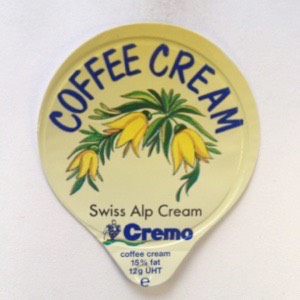 COFFEE CREAM
Swiss Alp Cream
Cremo
coffee cream
15% fat
12g UHT
e